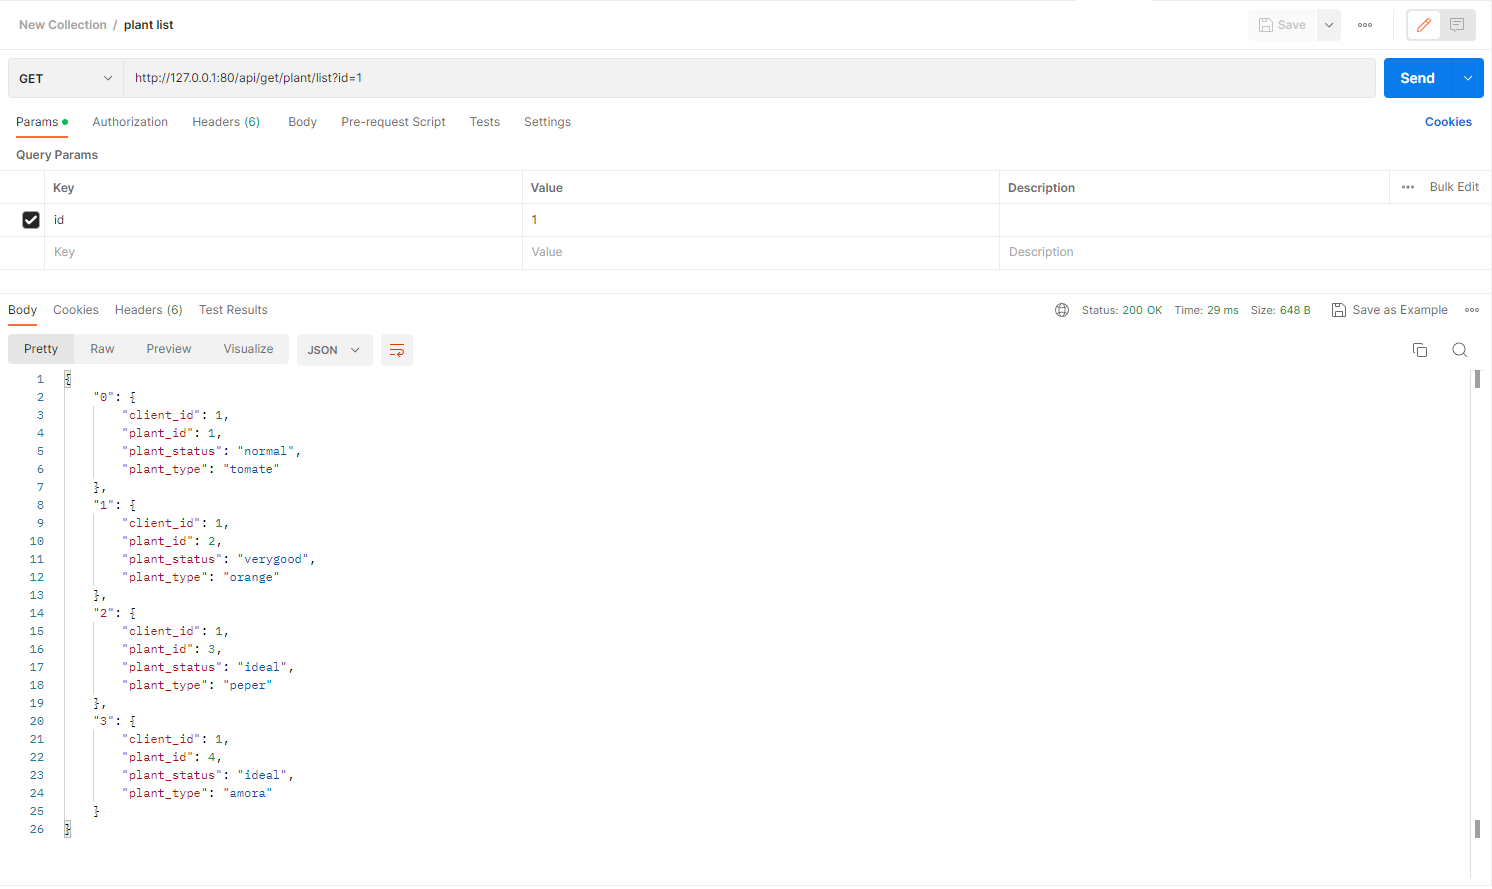 New Collection / plant list
Save
GET
http://127.0.0.1:80/api/get/plant/list?id=1
Send
Params Authorization Headers (6) Body Pre-request Script Tests Settings Cookies
Query Params
Key Value Description Bulk Edit
id 1
Key Value Description
Body Cookies Headers (6) Test Results Status: 200 OK Time: 29 ms Size: 648 B Save as Example
Pretty Raw Preview Visualize JSON
1 {
2 "0": {
3 "client_id": 1,
4 "plant_id": 1,
5 "plant_status": "normal",
6 "plant_type": "tomate"
7 },
8 "1": {
9 "client_id": 1,
10 "plant_id": 2,
11 "plant_status": "verygood",
12 "plant_type": "orange"
13 },
14 "2": {
15 "client_id": 1,
16 "plant_id": 3,
17 "plant_status": "ideal",
18 "plant_type": "peper"
19 },
20 "3": {
21 "client_id": 1,
22 "plant_id": 4,
23 "plant_status": "ideal",
24 "plant_type": "amora"
25 }
26 }